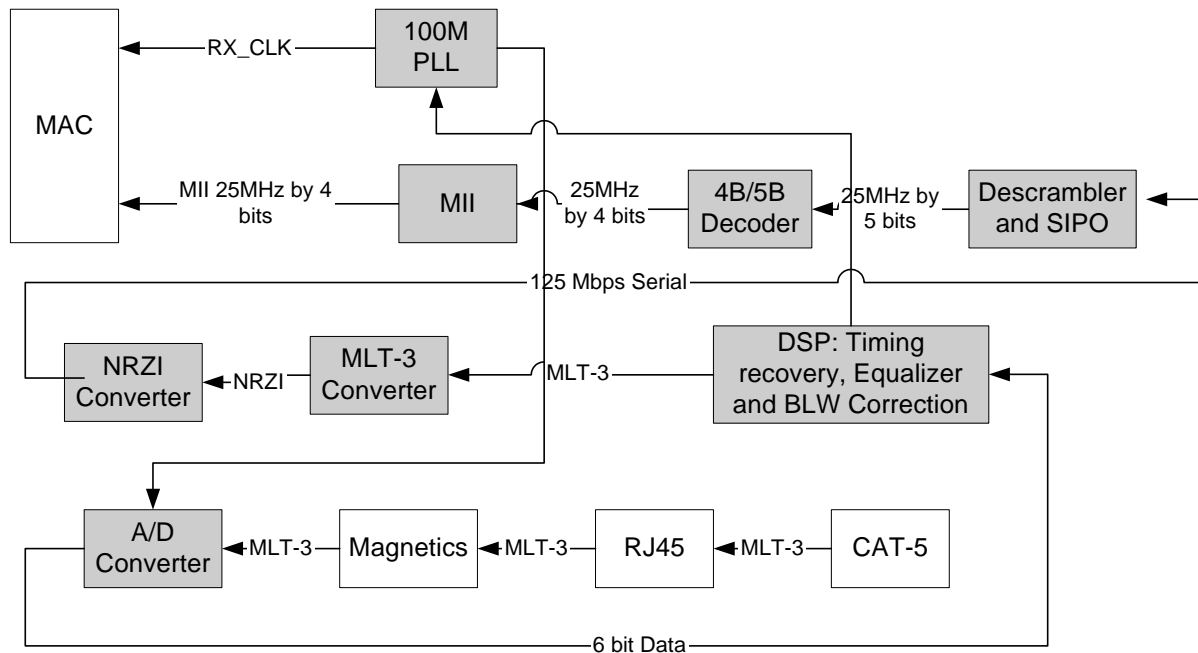 100M
PLL
RX_CLK
MAC
MII 25MHz by 4
bits
MII
25MHz
by 4 bits
4B/5B
Decoder
25MHz by
5 bits
Descrambler
and SIPO
125 Mbps Serial
NRZI
Converter
NRZI
MLT-3
Converter
MLT-3
DSP: Timing
recovery, Equalizer
and BLW Correction
A/D
Converter
MLT-3
Magnetics
MLT-3
RJ45
MLT-3
CAT-5
6 bit Data